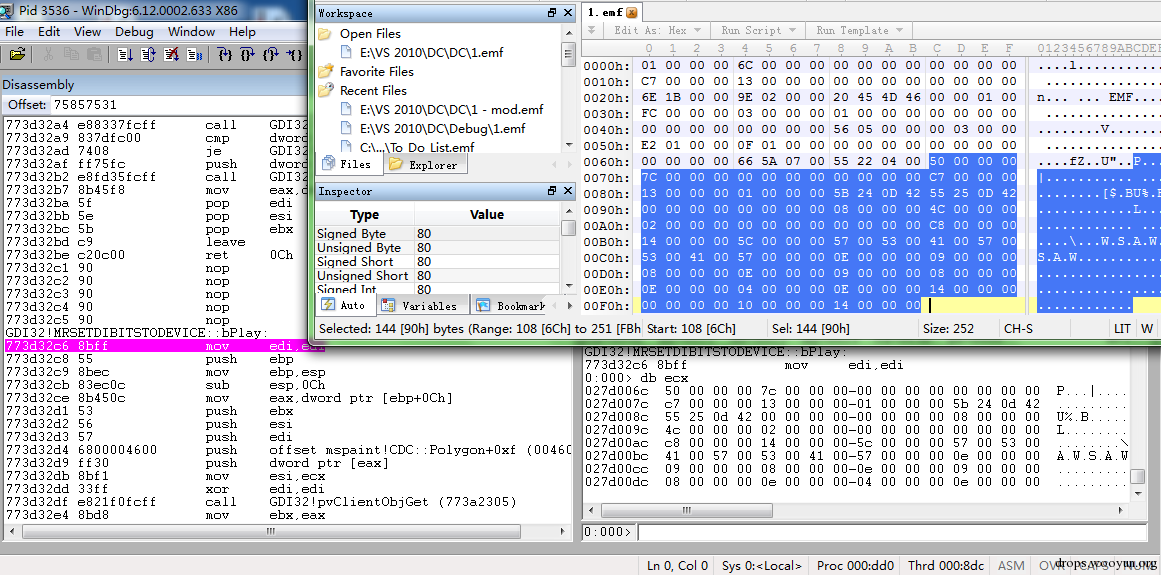 Pid 3536 - WinDbg:6.12.0002.633 X86
File Edit View Debug Window Help
Disassembly
Offset: 75857531
773d32a4 e88337fcff call GDI32
773d32a9 837dfc00 cmp dword
773d32ad 7408 je GDI32
773d32af ff75fc push dword
773d32b2 e8fd35fcff call GDI32
773d32b7 8b45f8 mov eax,d
773d32ba 5f pop edi
773d32bb 5e pop esi
773d32bc 5b pop ebx
773d32bd c9 leave
773d32be c20c00 ret 0Ch
773d32c1 90 nop
773d32c2 90 nop
773d32c3 90 nop
773d32c4 90 nop
773d32c5 90 nop
GDI32!MRSETDIBITSTODEVICE::bPlay:
773d32c6 8bff mov edi,edi
773d32c8 55 push ebp
773d32c9 8bec mov ebp,esp
773d32cb 83ec0c sub esp,0Ch
773d32ce 8b450c mov eax,dword ptr [ebp+0Ch]
773d32d1 53 push ebx
773d32d2 56 push esi
773d32d3 57 push edi
773d32d4 6800004600 push offset mspaint!CDC::Polygon+0xf (00460
773d32d9 ff30 push dword ptr [eax]
773d32db 8bf1 mov esi,ecx
773d32dd 33ff xor edi,edi
773d32df e821f0fcff call GDI32!pvClientObjGet (773a2305)
773d32e4 8bd8 mov ebx,eax
Workspace
Open Files
E:\VS 2010\DC\DC\1.emf
Favorite Files
Recent Files
E:\VS 2010\DC\DC\1 - mod.emf
E:\VS 2010\DC\Debug\1.emf
C:\...\To_Do_List.emf
Files Explorer
Inspector
Type Value
Signed Byte 80
Unsigned Byte 80
Signed Short 80
Unsigned Short 80
Signed Int 80
Auto Variables Bookmark
1.emf
Edit As: Hex Run Script Run Template
0 1 2 3 4 5 6 7 8 9 A B C D E F 0123456789ABCDEF
0000h: 01 00 00 00 6C 00 00 00 00 00 00 00 00 00 00 00 ....l...........
0010h: C7 00 00 00 13 00 00 00 00 00 00 00 00 00 00 00
0020h: 6E 1B 00 00 9E 02 00 00 20 45 4D 46 00 00 01 00 n....... EMF....
0030h: FC 00 00 00 03 00 00 00 01 00 00 00 00 00 00 00
0040h: 00 00 00 00 00 00 00 00 56 05 00 00 00 03 00 00 ........V.......
0050h: E2 01 00 00 0F 01 00 00 00 00 00 00 00 00 00 00
0060h: 00 00 00 00 66 5A 07 00 55 22 04 00 50 00 00 00 ....fZ..U"..P...
0070h: 7C 00 00 00 00 00 00 00 00 00 00 00 C7 00 00 00 |...............
0080h: 13 00 00 00 01 00 00 00 5B 24 0D 42 55 25 0D 42 ........[$.BU%.B
0090h: 00 00 00 00 00 00 00 00 08 00 00 00 4C 00 00 00 ............L...
00A0h: 02 00 00 00 00 00 00 00 00 00 00 00 C8 00 00 00
00B0h: 14 00 00 00 5C 00 00 00 57 00 53 00 41 00 57 00 ....\...W.S.A.W.
00C0h: 53 00 41 00 57 00 00 00 0E 00 00 00 09 00 00 00 S.A.W...........
00D0h: 08 00 00 00 0E 00 00 00 09 00 00 00 08 00 00 00
00E0h: 0E 00 00 00 04 00 00 00 0E 00 00 00 14 00 00 00
00F0h: 00 00 00 00 10 00 00 00 14 00 00 00
Selected: 144 [90h] bytes (Range: 108 [6Ch] to 251 [FBh Start: 108 [6Ch] Sel: 144 [90h] Size: 252 CH-S LIT W
GDI32!MRSETDIBITSTODEVICE::bPlay:
773d32c6 8bff mov edi,edi
0:000> db ecx
027d006c 50 00 00 00 7c 00 00 00-00 00 00 00 00 00 00 00 P...|...........
027d007c c7 00 00 00 13 00 00 00-01 00 00 00 5b 24 0d 42
027d008c 55 25 0d 42 00 00 00 00-00 00 00 00 08 00 00 00 U%.B............
027d009c 4c 00 00 00 02 00 00 00-00 00 00 00 00 00 00 00 L...............
027d00ac c8 00 00 00 14 00 00 00-5c 00 00 00 57 00 53 00 ........\
027d00bc 41 00 57 00 53 00 41 00-57 00 00 00 0e 00 00 00 A.W.S.A.W
027d00cc 09 00 00 00 08 00 00 00-0e 00 00 00 09 00 00 00
027d00dc 08 00 00 00 0e 00 00 00-04 00 00 00 0e 00 00 00
0:000>
Ln 0, Col 0 Sys 0:<Local> Proc 000:dd0 Thrd 000:8dc ASM OVR CAPS NUM
drops.wooyun.org